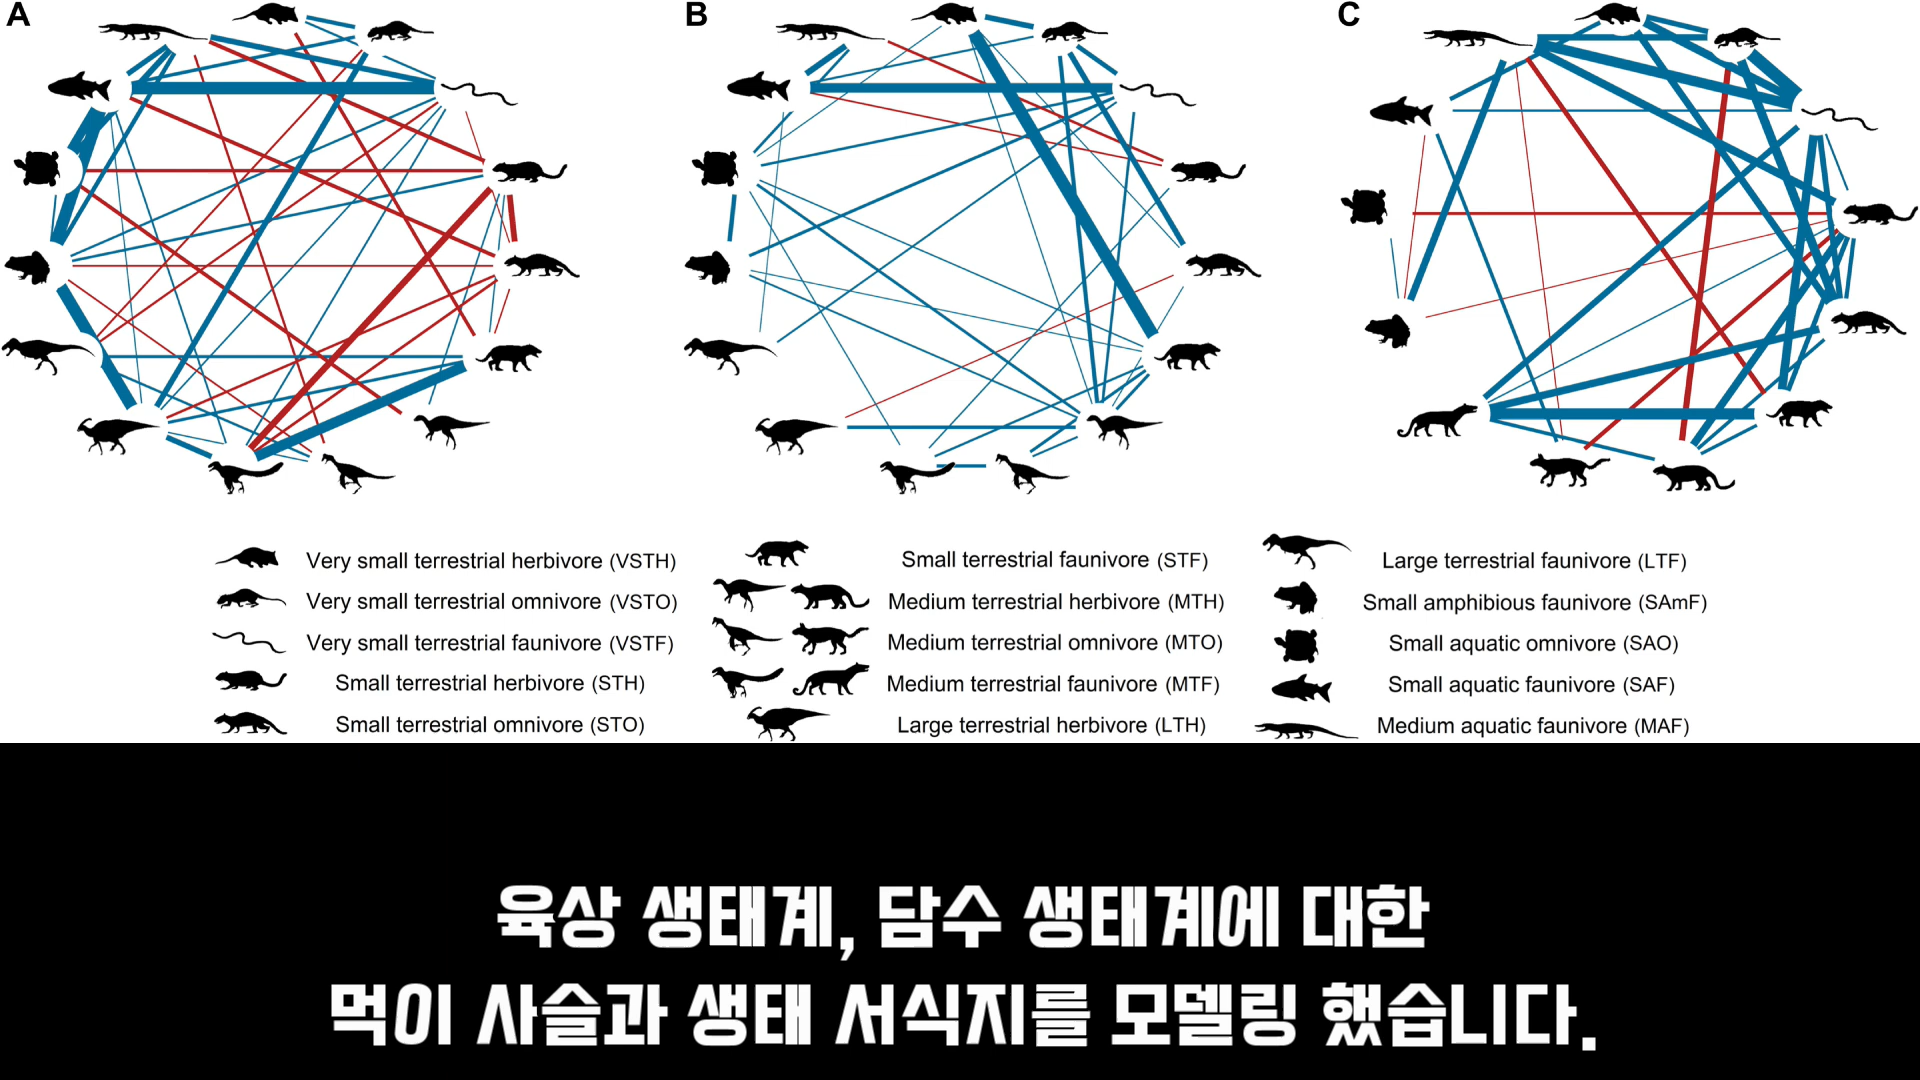 A
B
C
Very small terrestrial herbivore (VSTH)
Very small terrestrial omnivore (VSTO)
Very small terrestrial faunivore (VSTF)
Small terrestrial herbivore (STH)
Small terrestrial omnivore (STO)
Small terrestrial faunivore (STF)
Medium terrestrial herbivore (MTH)
Medium terrestrial omnivore (MTO)
Medium terrestrial faunivore (MTF)
Large terrestrial herbivore (LTH)
Large terrestrial faunivore (LTF)
Small amphibious faunivore (SAmF)
Small aquatic omnivore (SAO)
Small aquatic faunivore (SAF)
Medium aquatic faunivore (MAF)
육상 생태계, 담수 생태계에 대한
먹이 사슬과 생태 서식지를 모델링 했습니다.